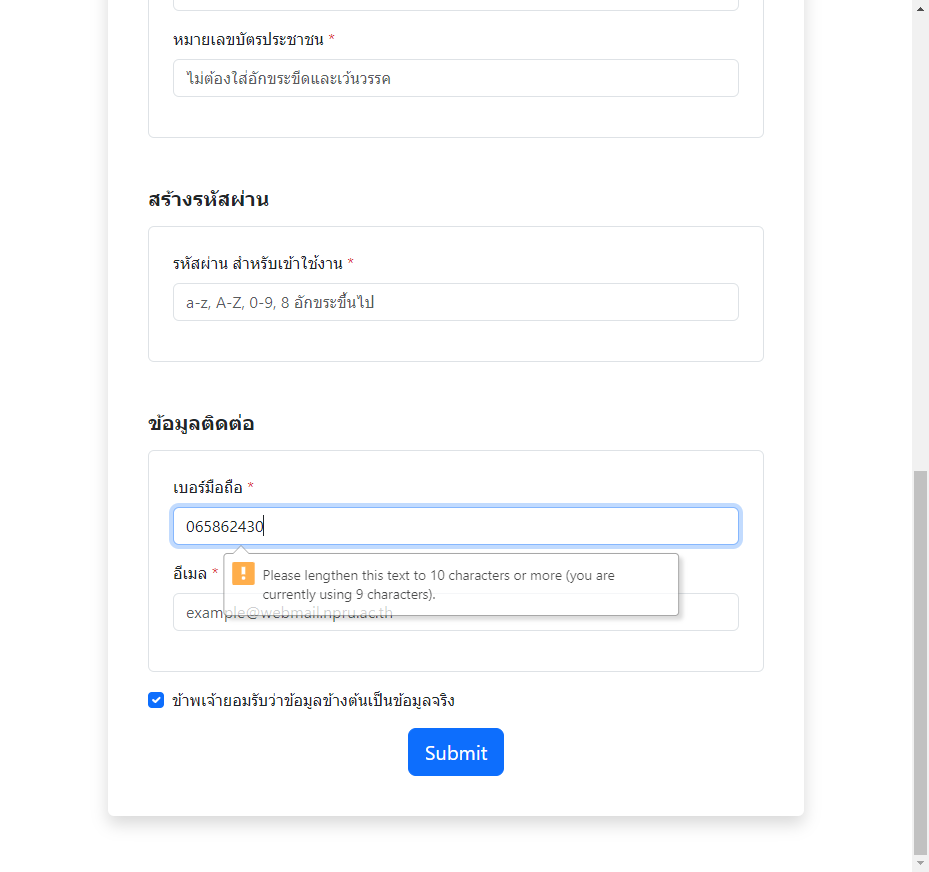 หมายเลขบัตรประชาชน *
ไม่ต้องใส่อักขระขีดและเว้นวรรค
สร้างรหัสผ่าน
รหัสผ่าน สำหรับเข้าใช้งาน *
a-z, A-Z, 0-9, 8 อักขระขึ้นไป
ข้อมูลติดต่อ
เบอร์มือถือ *
065862430
อีเมล *
Please lengthen this text to 10 characters or more (you are
currently using 9 characters).
example@webmail.npru.ac.th
ข้าพเจ้ายอมรับว่าข้อมูลข้างต้นเป็นข้อมูลจริง
Submit